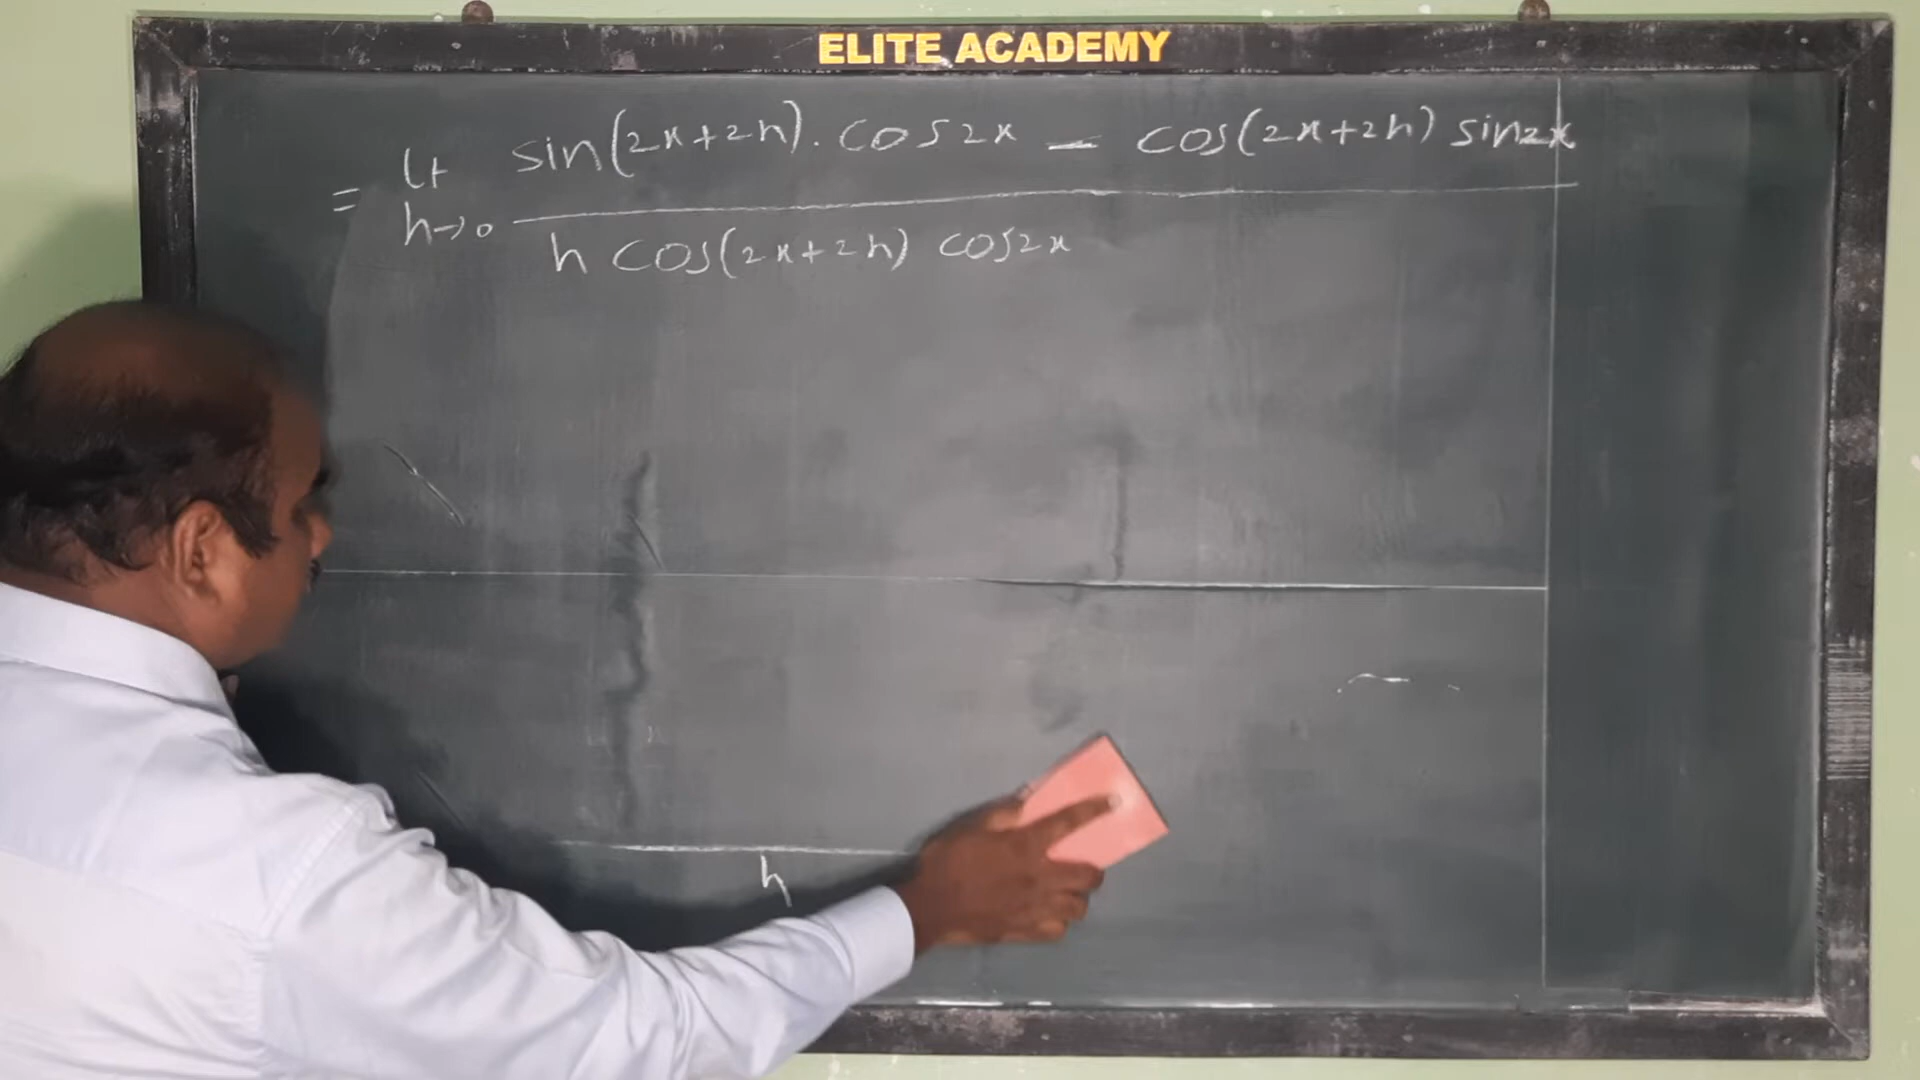 ELITE ACADEMY
= lt h→0 sin(2x+2h). cos2x – cos(2x+2h) sin2x
h cos(2x+2h) cos2x
h